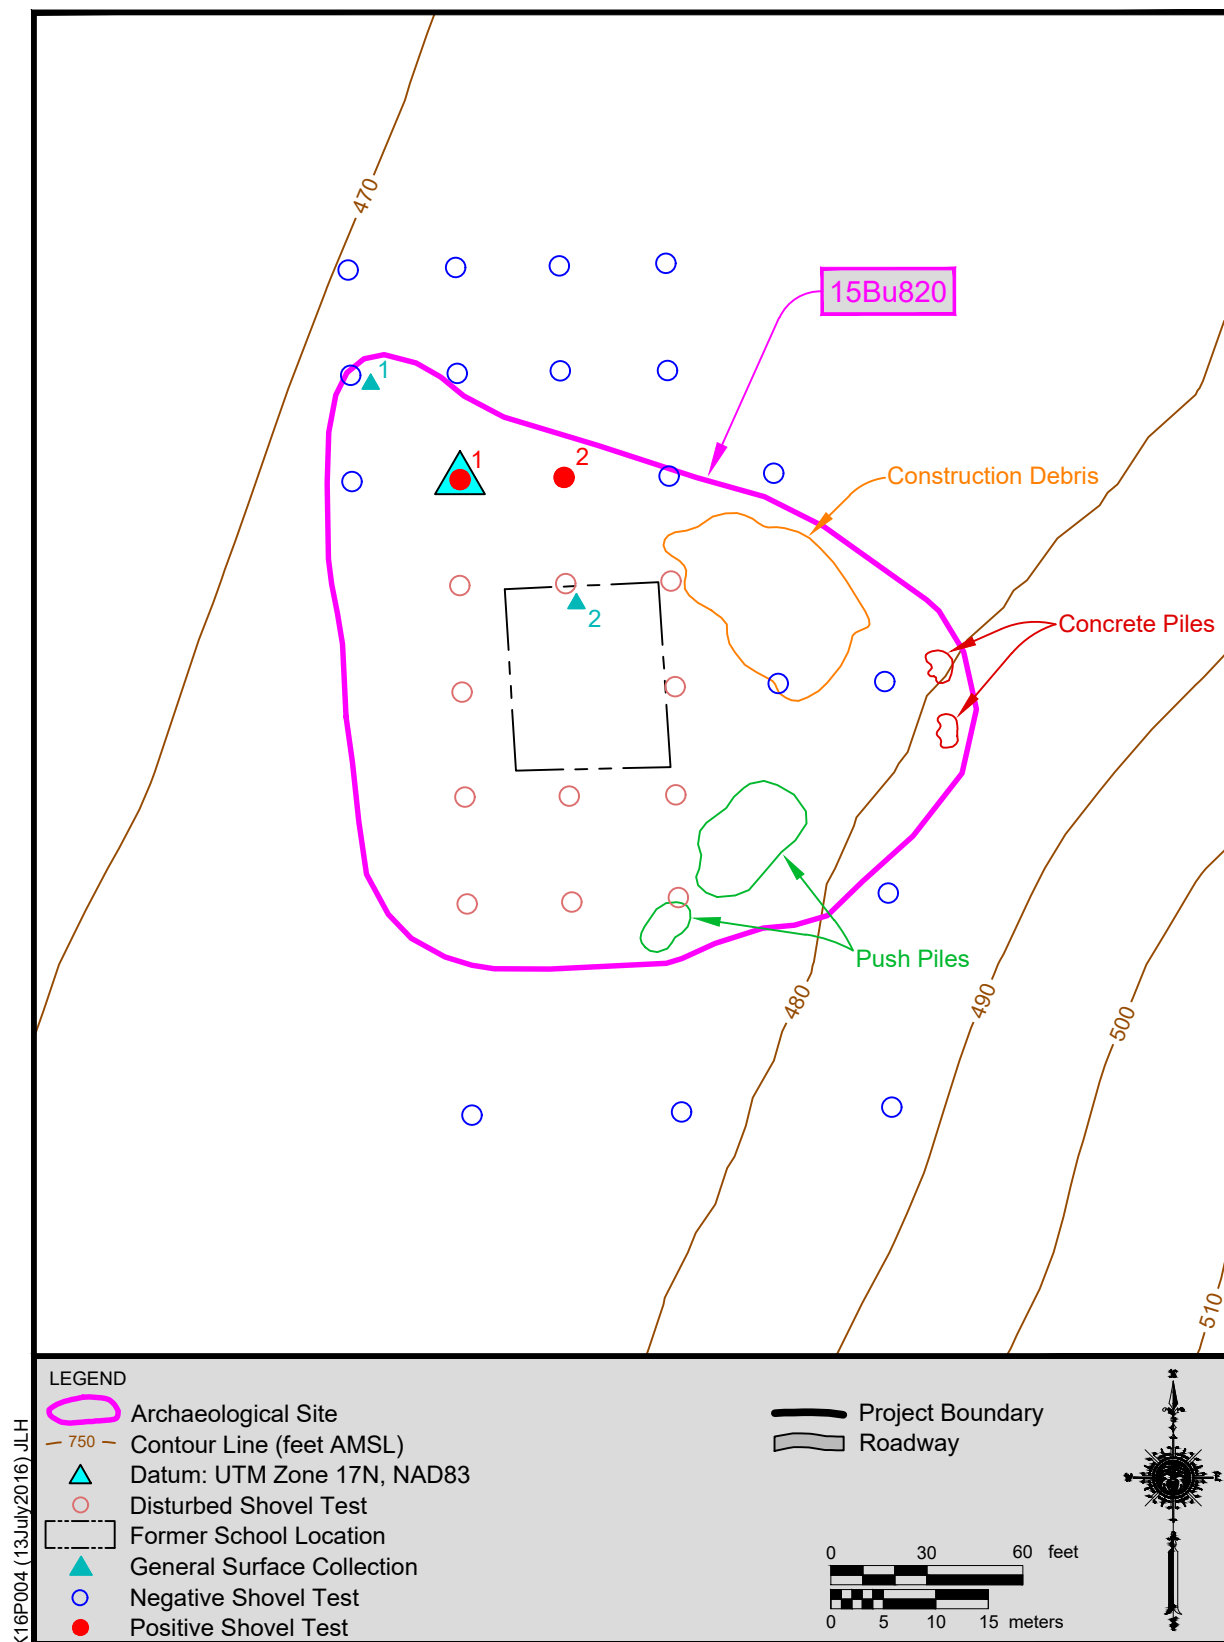 470
15Bu820
1
1
2
Construction Debris
2
Concrete Piles
Push Piles
480
490
500
510
LEGEND
Archaeological Site
750
Contour Line (feet AMSL)
Datum: UTM Zone 17N, NAD83
Disturbed Shovel Test
Former School Location
General Surface Collection
Negative Shovel Test
Positive Shovel Test
Project Boundary
Roadway
0 30 60 feet
0 5 10 15 meters
K16P004 (13July2016) JLH